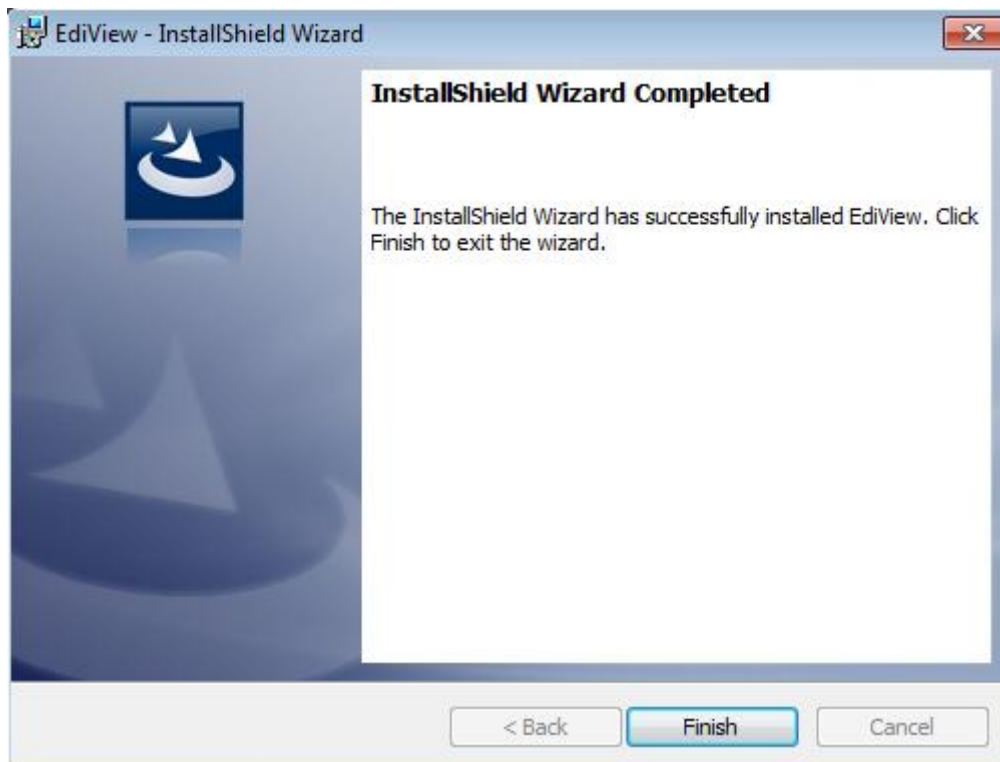 EdiView - InstallShield Wizard
InstallShield Wizard Completed
The InstallShield Wizard has successfully installed EdiView. Click
Finish to exit the wizard.
< Back
Finish
Cancel